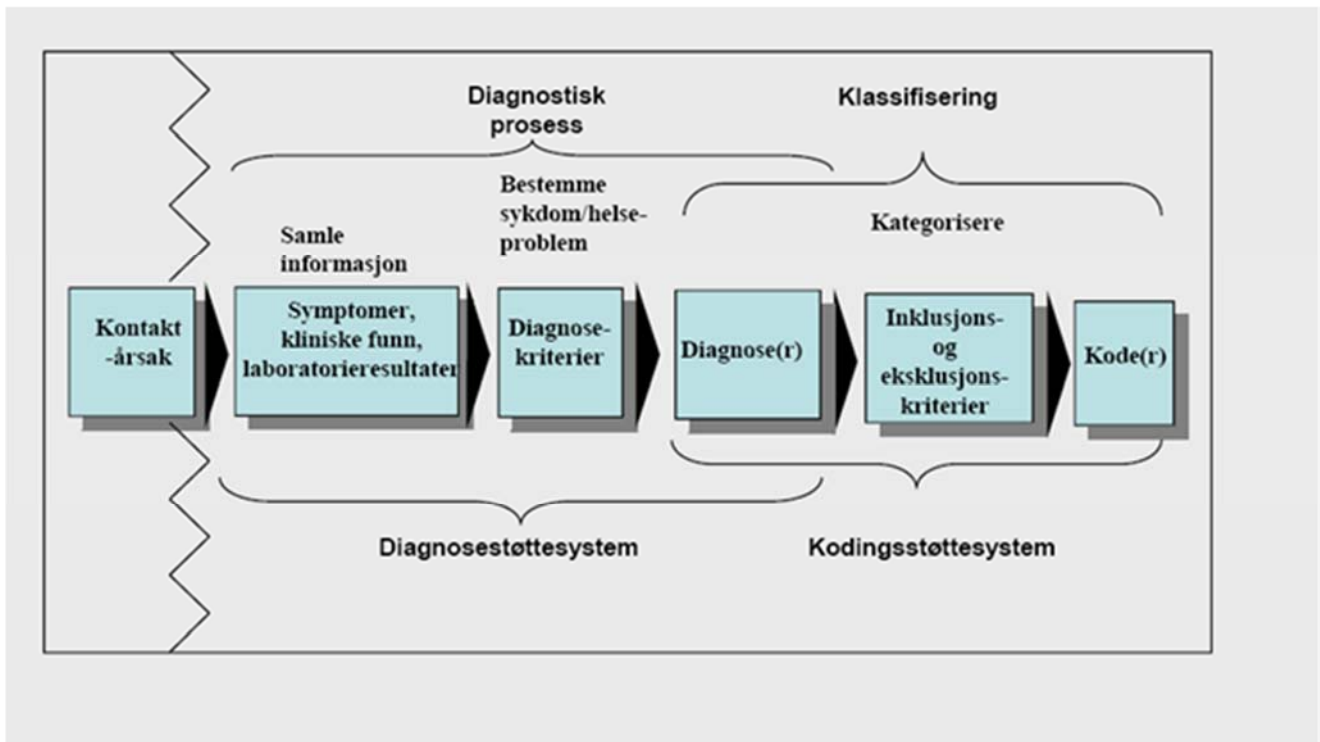 Diagnostisk
prosess
Klassifisering
Bestemme
sykdom/helse-
problem
Kategorisere
Samle
informasjon
Kontakt
-årsak
Symptomer,
kliniske funn,
laboratorieresultater
Diagnose-
kriterier
Diagnose(r)
Inklusjons-
og
eksklusjons-
kriterier
Kode(r)
Diagnosestøttesystem
Kodingsstøttesystem